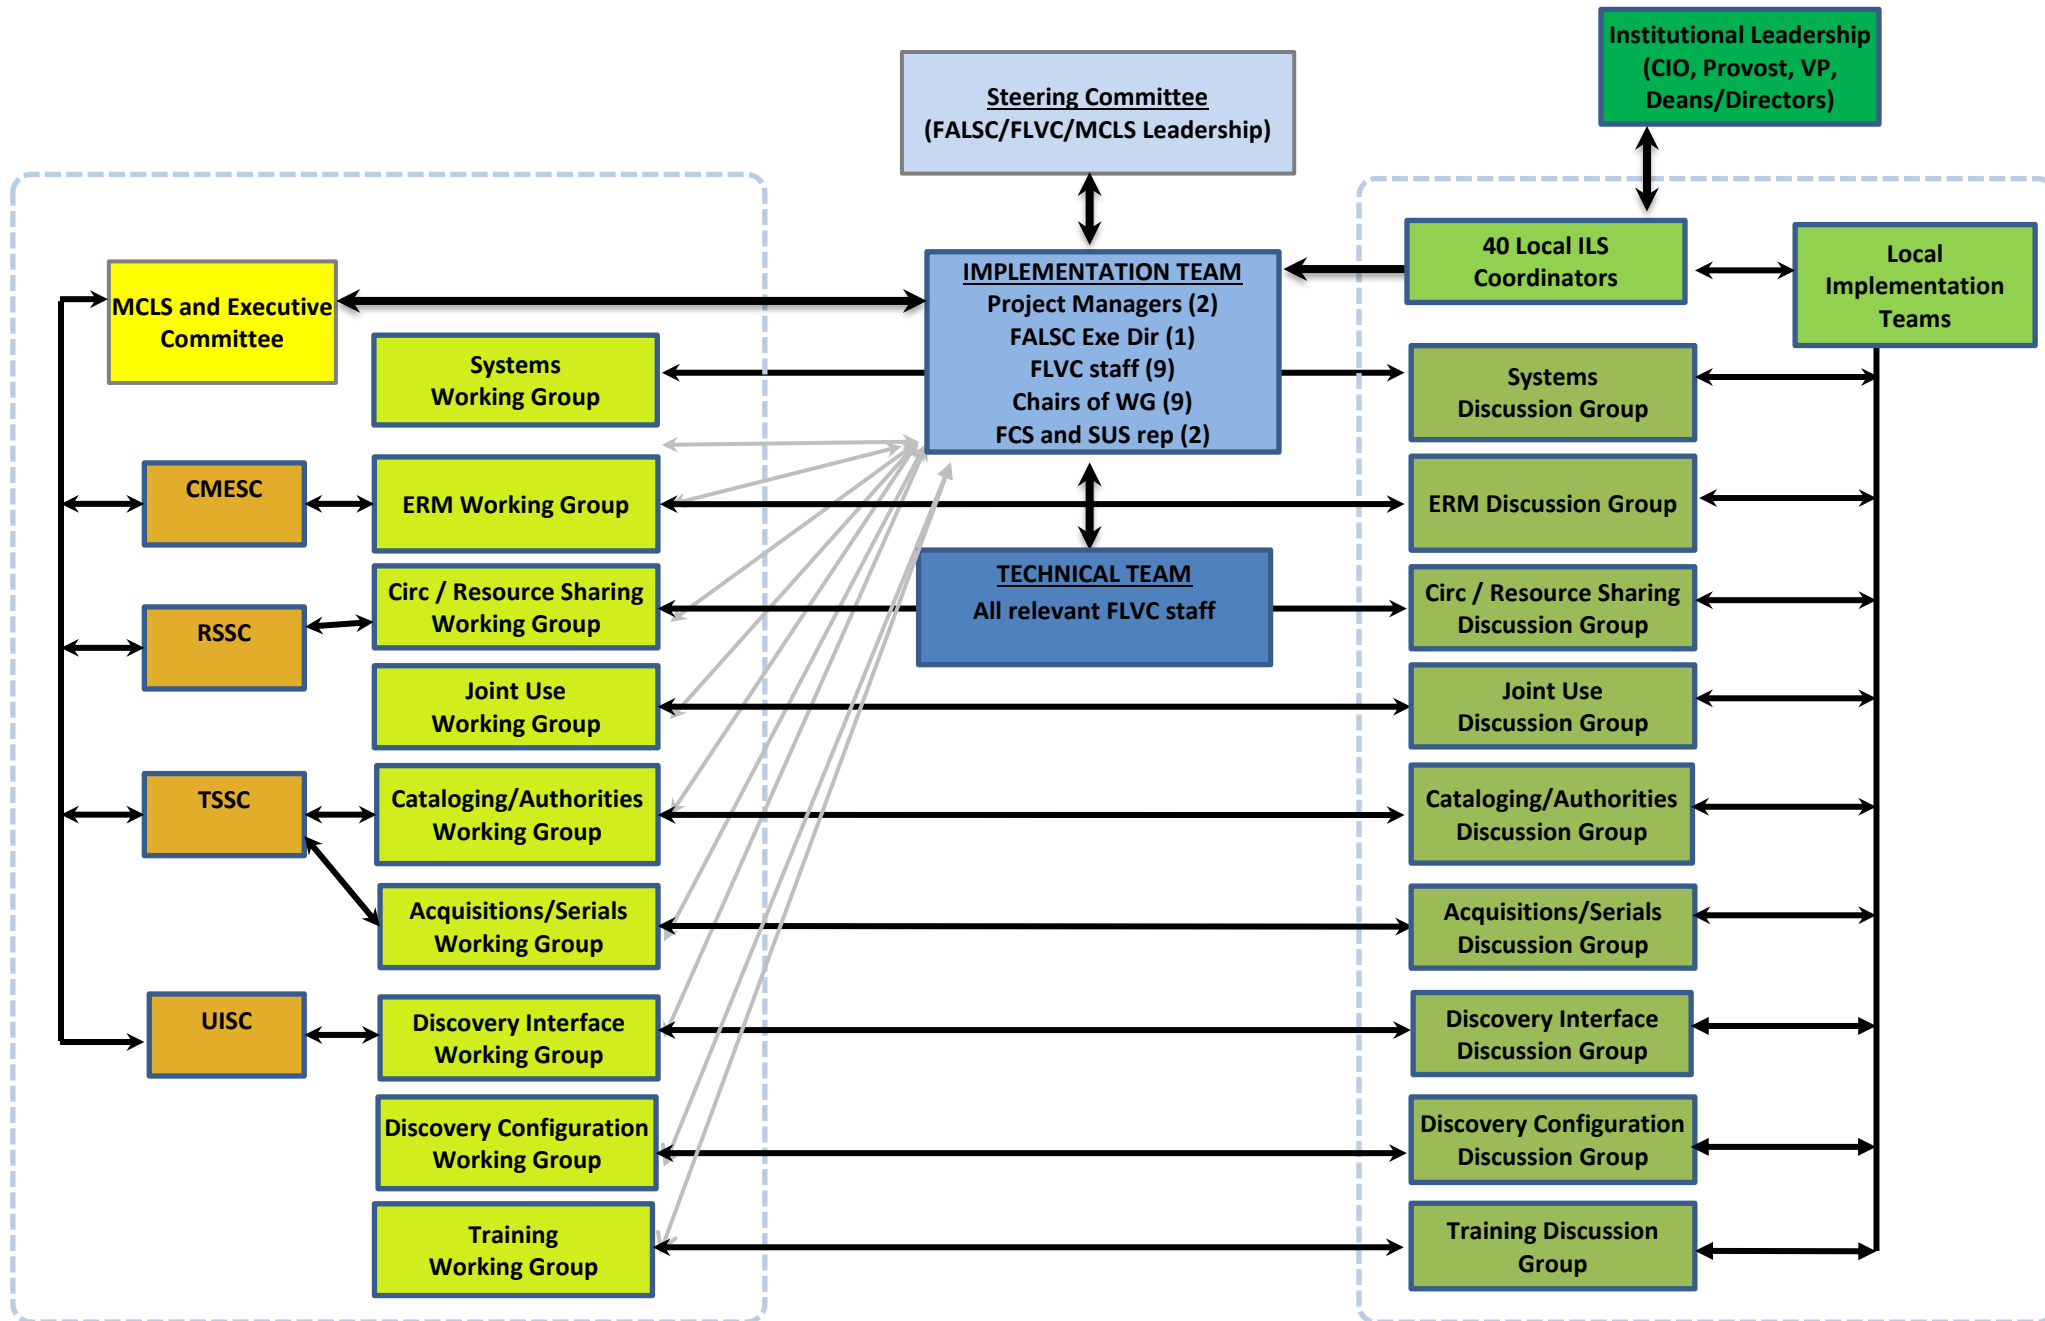 Institutional Leadership
(CIO, Provost, VP,
Deans/Directors)
Steering Committee
(FALSC/FLVC/MCLS Leadership)
40 Local ILS
Coordinators
Local
Implementation
Teams
IMPLEMENTATION TEAM
Project Managers (2)
FALSC Exe Dir (1)
FLVC staff (9)
Chairs of WG (9)
FCS and SUS rep (2)
MCLS and Executive
Committee
Systems
Working Group
Systems
Discussion Group
CMESC
ERM Working Group
ERM Discussion Group
TECHNICAL TEAM
All relevant FLVC staff
RSSC
Circ / Resource Sharing
Working Group
Circ / Resource Sharing
Discussion Group
Joint Use
Working Group
Joint Use
Discussion Group
TSSC
Cataloging/Authorities
Working Group
Cataloging/Authorities
Discussion Group
Acquisitions/Serials
Working Group
Acquisitions/Serials
Discussion Group
UISC
Discovery Interface
Working Group
Discovery Interface
Discussion Group
Discovery Configuration
Working Group
Discovery Configuration
Discussion Group
Training
Working Group
Training Discussion
Group